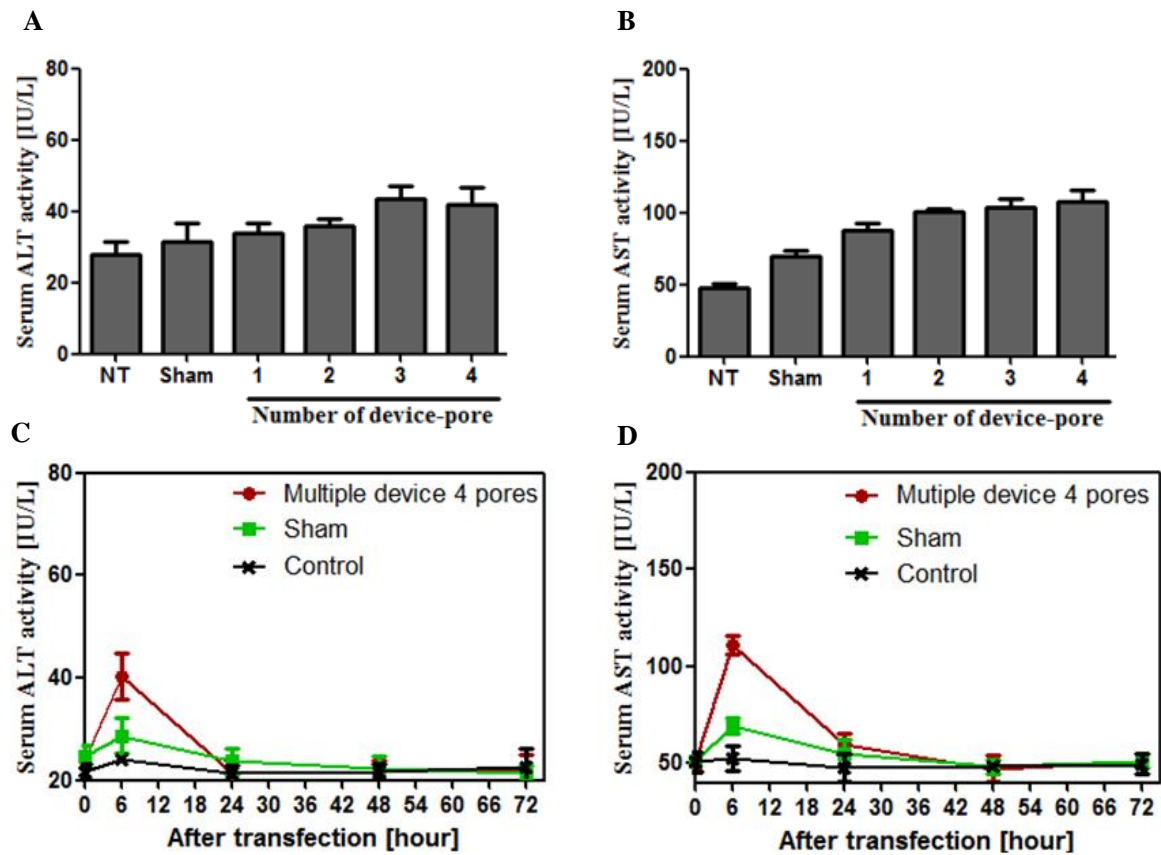 A
Serum ALT activity [IU/L]
80
60
40
20
0
NT Sham 1 2 3 4
Number of device-pore
B
Serum AST activity [IU/L]
200
150
100
50
0
NT Sham 1 2 3 4
Number of device-pore
C
Serum ALT activity [IU/L]
80
60
40
20
Multiple device 4 pores
Sham
Control
0 6 12 18 24 30 36 42 48 54 60 66 72
After transfection [hour]
D
Serum AST activity [IU/L]
200
150
100
50
Mutiple device 4 pores
Sham
Control
0 6 12 18 24 30 36 42 48 54 60 66 72
After transfection [hour]